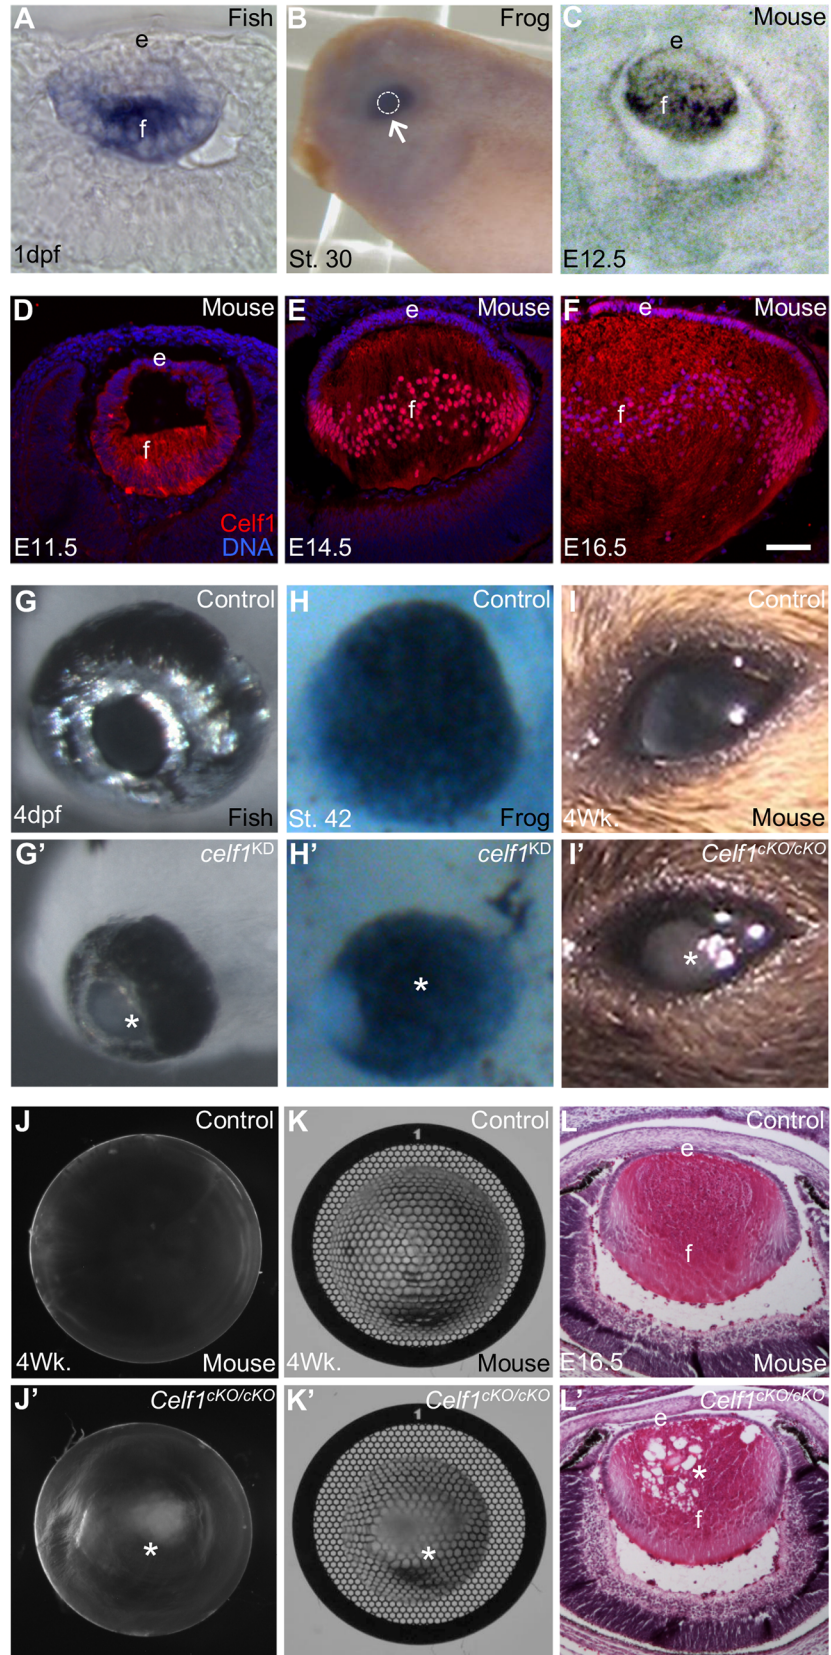 A Fish
e
f
1dpf
B Frog
St. 30
C Mouse
e
f
E12.5
D Mouse
e
f
Celf1
E11.5 DNA
E Mouse
e
f
E14.5
F Mouse
e
f
E16.5
G Control
4dpf Fish
H Control
St. 42 Frog
I Control
4Wk. Mouse
G’ celf1KD
*
H’ celf1KD
*
I’ Celf1cKO/cKO
*
J Control
4Wk. Mouse
K Control
1
4Wk. Mouse
L Control
e
f
E16.5 Mouse
J’ Celf1cKO/cKO
*
K’ Celf1cKO/cKO
1
*
L’ Celf1cKO/cKO
e
*
f